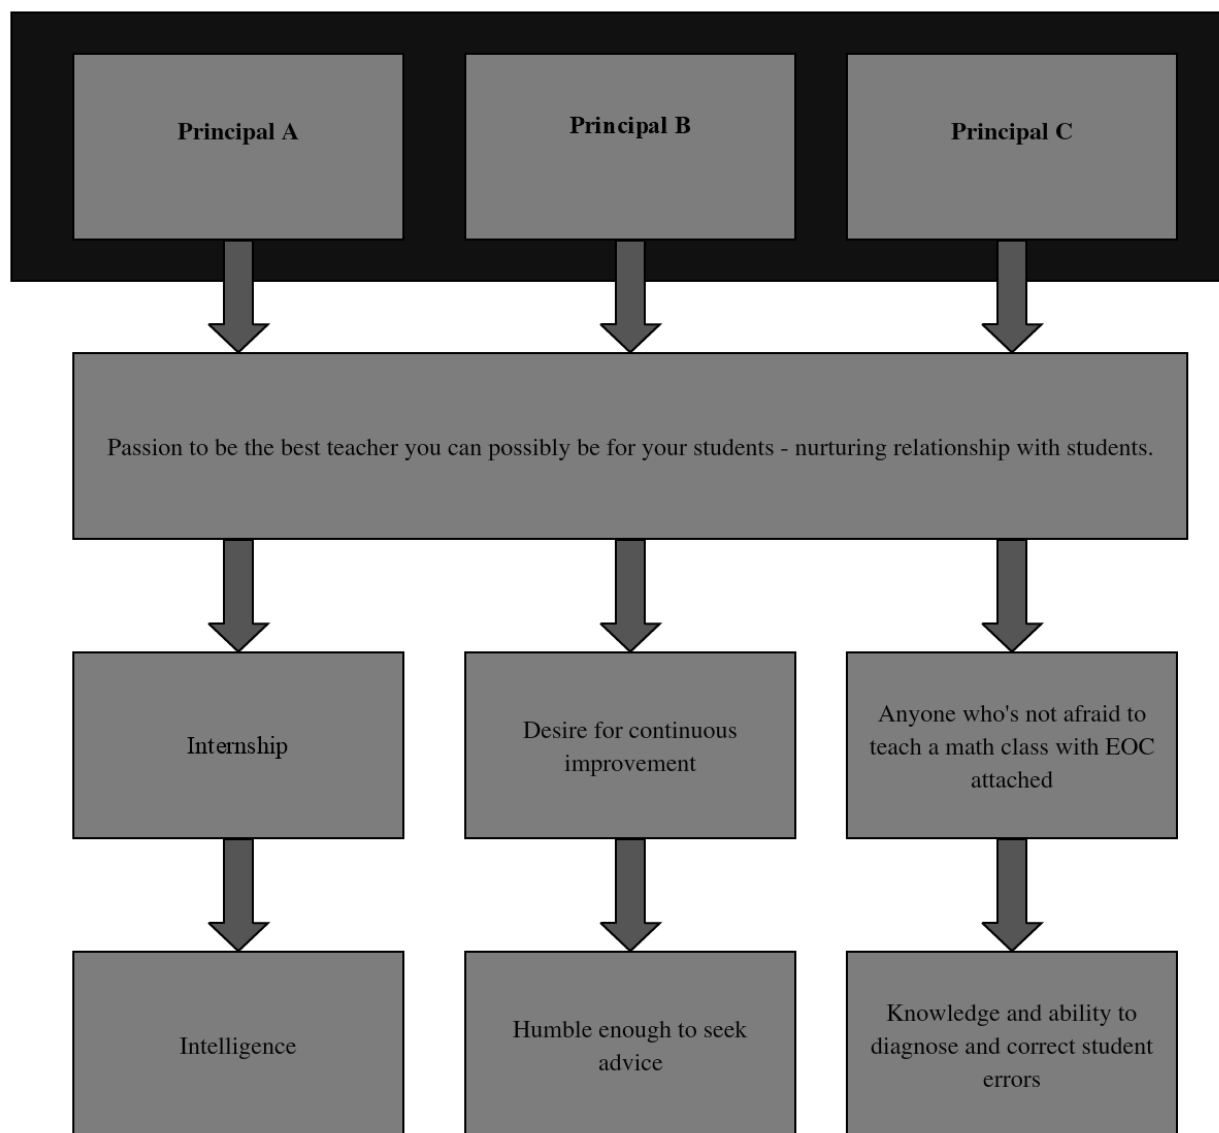 Principal A
Principal B
Principal C
Passion to be the best teacher you can possibly be for your students - nurturing relationship with students.
Internship
Desire for continuous
improvement
Anyone who's not afraid to
teach a math class with EOC
attached
Intelligence
Humble enough to seek
advice
Knowledge and ability to
diagnose and correct student
errors